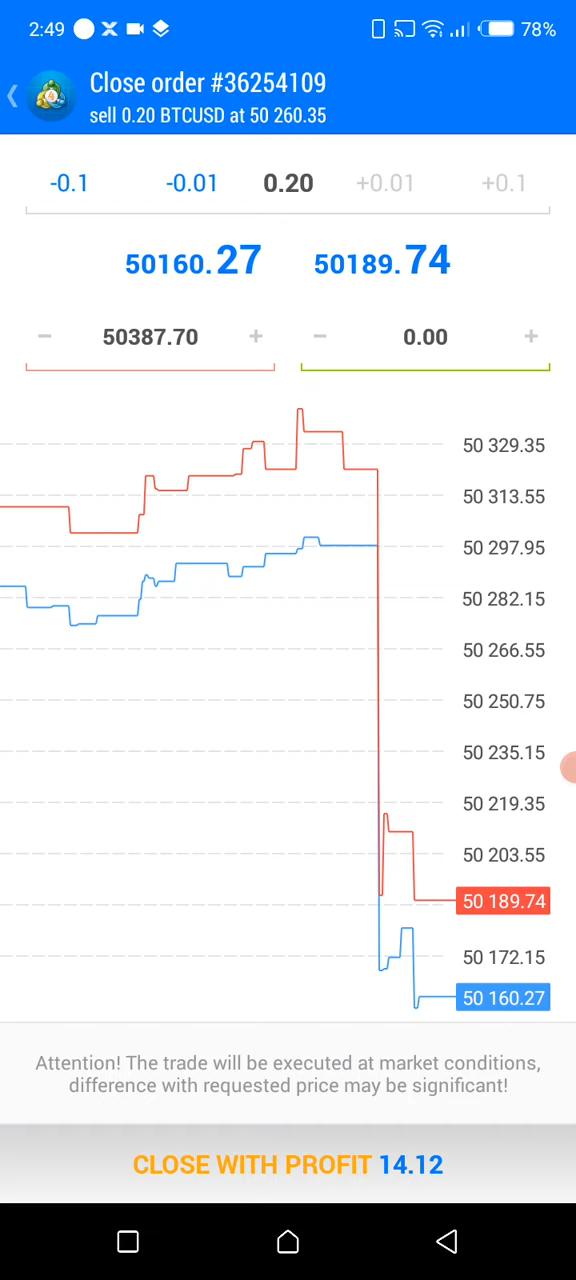 2:49 78%
Close order #36254109
sell 0.20 BTCUSD at 50 260.35
-0.1 -0.01 0.20 +0.01 +0.1
50160.27 50189.74
− 50387.70 + − 0.00 +
50 329.35
50 313.55
50 297.95
50 282.15
50 266.55
50 250.75
50 235.15
50 219.35
50 203.55
50 189.74
50 172.15
50 160.27
Attention! The trade will be executed at market conditions,
difference with requested price may be significant!
CLOSE WITH PROFIT 14.12